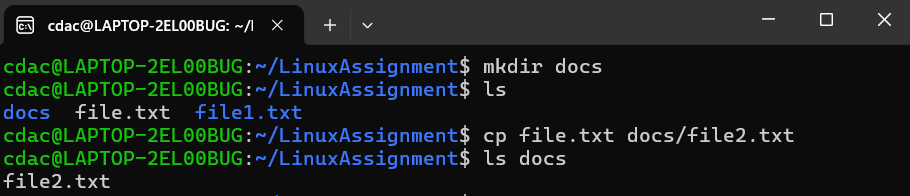 cdac@LAPTOP-2EL00BUG: ~/l
cdac@LAPTOP-2EL00BUG:~/LinuxAssignment$ mkdir docs
cdac@LAPTOP-2EL00BUG:~/LinuxAssignment$ ls
docs  file.txt  file1.txt
cdac@LAPTOP-2EL00BUG:~/LinuxAssignment$ cp file.txt docs/file2.txt
cdac@LAPTOP-2EL00BUG:~/LinuxAssignment$ ls docs
file2.txt